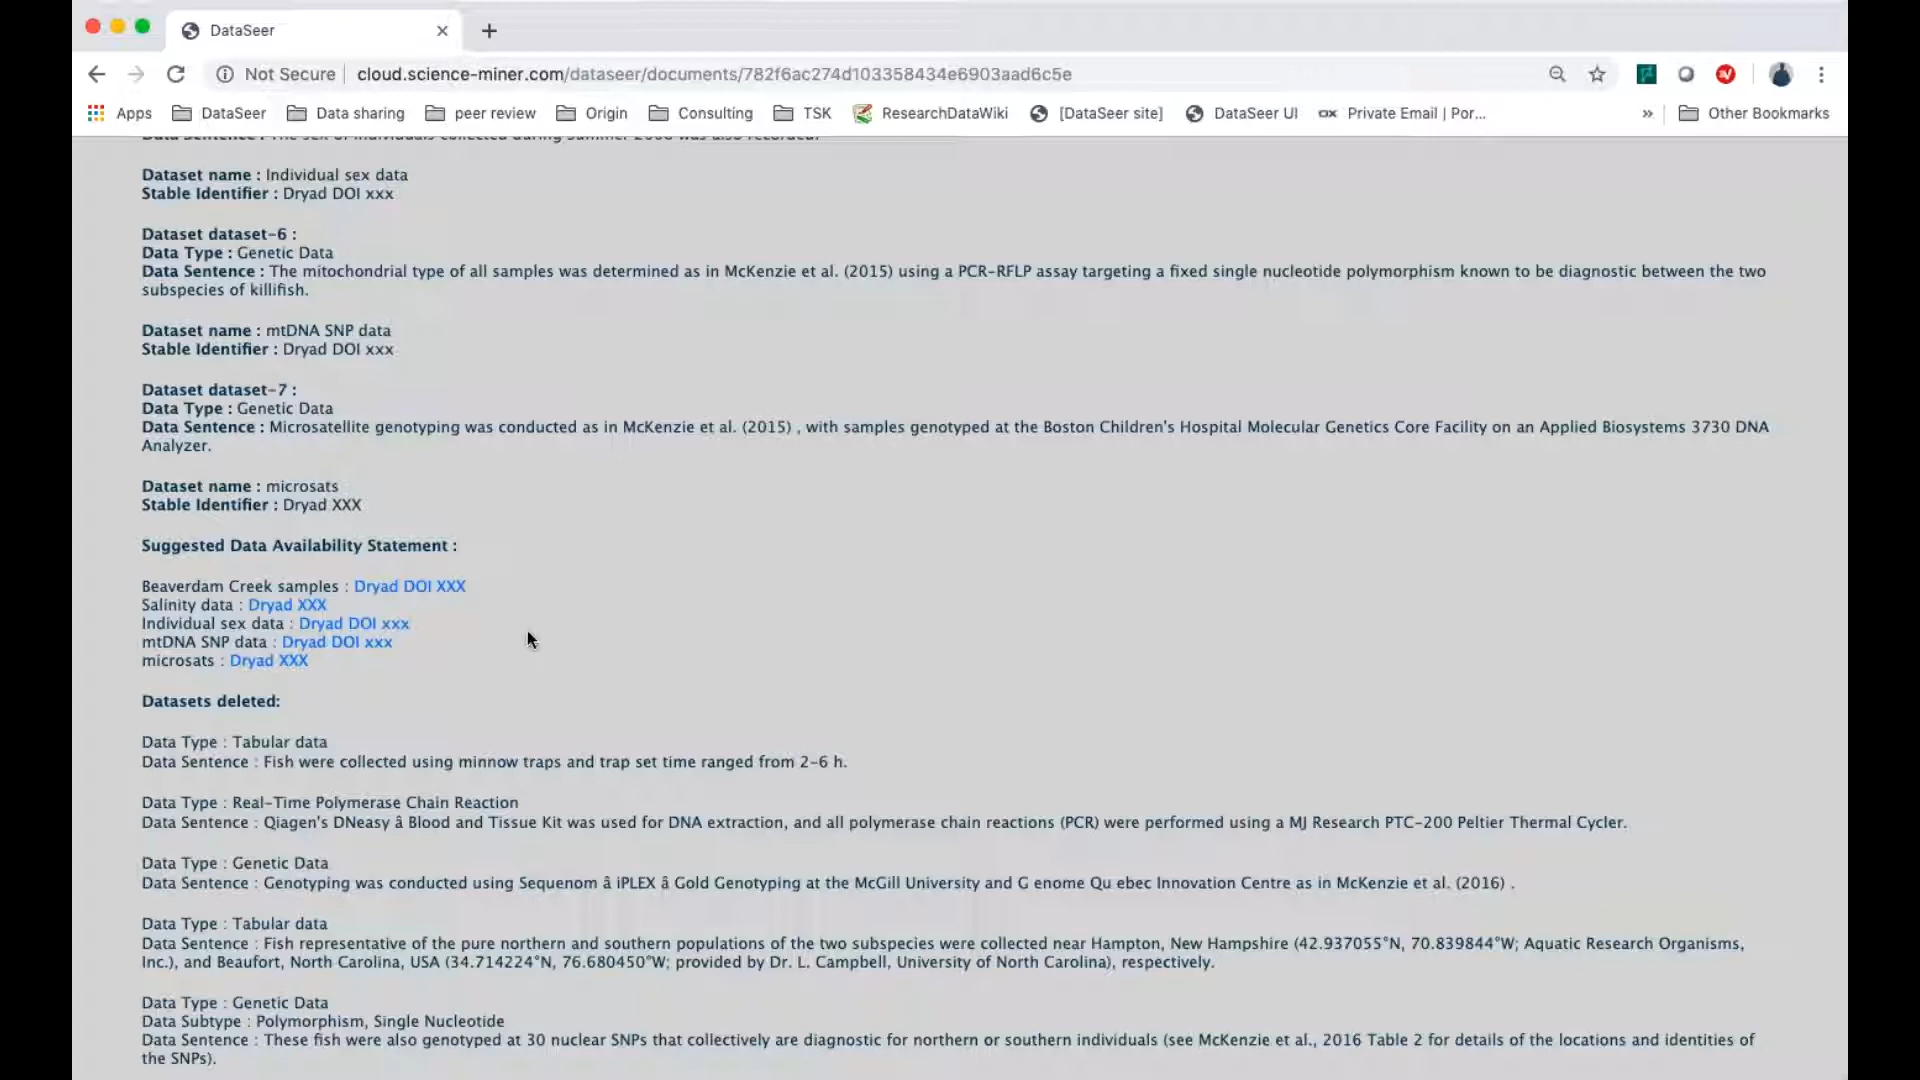 DataSeer
Not Secure
cloud.science-miner.com/dataseer/documents/782f6ac274d103358434e6903aad6c5e
Apps DataSeer Data sharing peer review Origin Consulting TSK ResearchDataWiki [DataSeer site] DataSeer UI Private Email | Por... » Other Bookmarks
Data Sentence : The sex of individuals collected during summer 2008 was also recorded.
Dataset name : Individual sex data
Stable Identifier : Dryad DOI xxx
Dataset dataset-6 :
Data Type : Genetic Data
Data Sentence : The mitochondrial type of all samples was determined as in McKenzie et al. (2015) using a PCR-RFLP assay targeting a fixed single nucleotide polymorphism known to be diagnostic between the two
subspecies of killifish.
Dataset name : mtDNA SNP data
Stable Identifier : Dryad DOI xxx
Dataset dataset-7 :
Data Type : Genetic Data
Data Sentence : Microsatellite genotyping was conducted as in McKenzie et al. (2015) , with samples genotyped at the Boston Children's Hospital Molecular Genetics Core Facility on an Applied Biosystems 3730 DNA
Analyzer.
Dataset name : microsats
Stable Identifier : Dryad XXX
Suggested Data Availability Statement :
Beaverdam Creek samples : Dryad DOI XXX
Salinity data : Dryad XXX
Individual sex data : Dryad DOI xxx
mtDNA SNP data : Dryad DOI xxx
microsats : Dryad XXX
Datasets deleted:
Data Type : Tabular data
Data Sentence : Fish were collected using minnow traps and trap set time ranged from 2-6 h.
Data Type : Real-Time Polymerase Chain Reaction
Data Sentence : Qiagen's DNeasy â Blood and Tissue Kit was used for DNA extraction, and all polymerase chain reactions (PCR) were performed using a MJ Research PTC-200 Peltier Thermal Cycler.
Data Type : Genetic Data
Data Sentence : Genotyping was conducted using Sequenom â iPLEX â Gold Genotyping at the McGill University and G enome Qu ebec Innovation Centre as in McKenzie et al. (2016) .
Data Type : Tabular data
Data Sentence : Fish representative of the pure northern and southern populations of the two subspecies were collected near Hampton, New Hampshire (42.937055°N, 70.839844°W; Aquatic Research Organisms,
Inc.), and Beaufort, North Carolina, USA (34.714224°N, 76.680450°W; provided by Dr. L. Campbell, University of North Carolina), respectively.
Data Type : Genetic Data
Data Subtype : Polymorphism, Single Nucleotide
Data Sentence : These fish were also genotyped at 30 nuclear SNPs that collectively are diagnostic for northern or southern individuals (see McKenzie et al., 2016 Table 2 for details of the locations and identities of
the SNPs).